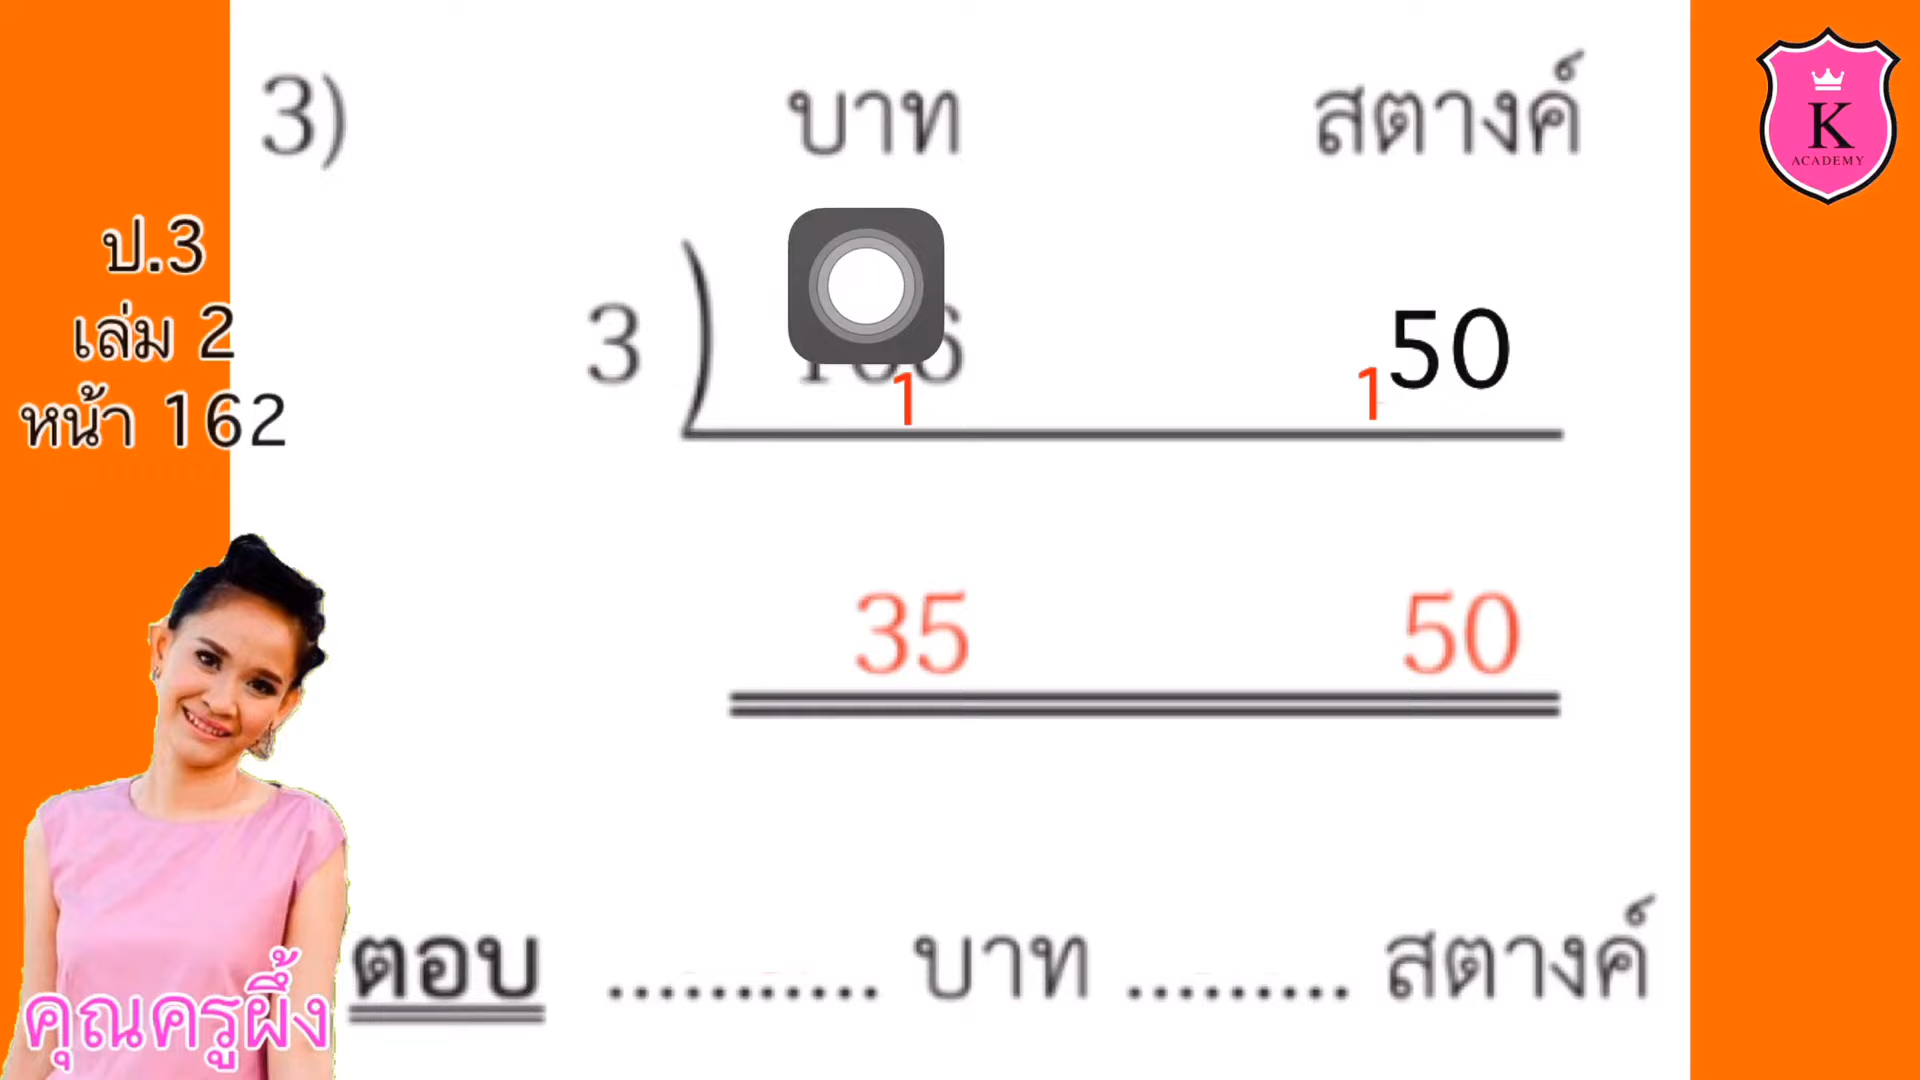 3) บาท สตางค์
ป.3
เล่ม 2
หน้า 162
3 50
1 1
35 50
ตอบ ........... บาท ......... สตางค์
คุณครูผึ้ง
K
ACADEMY